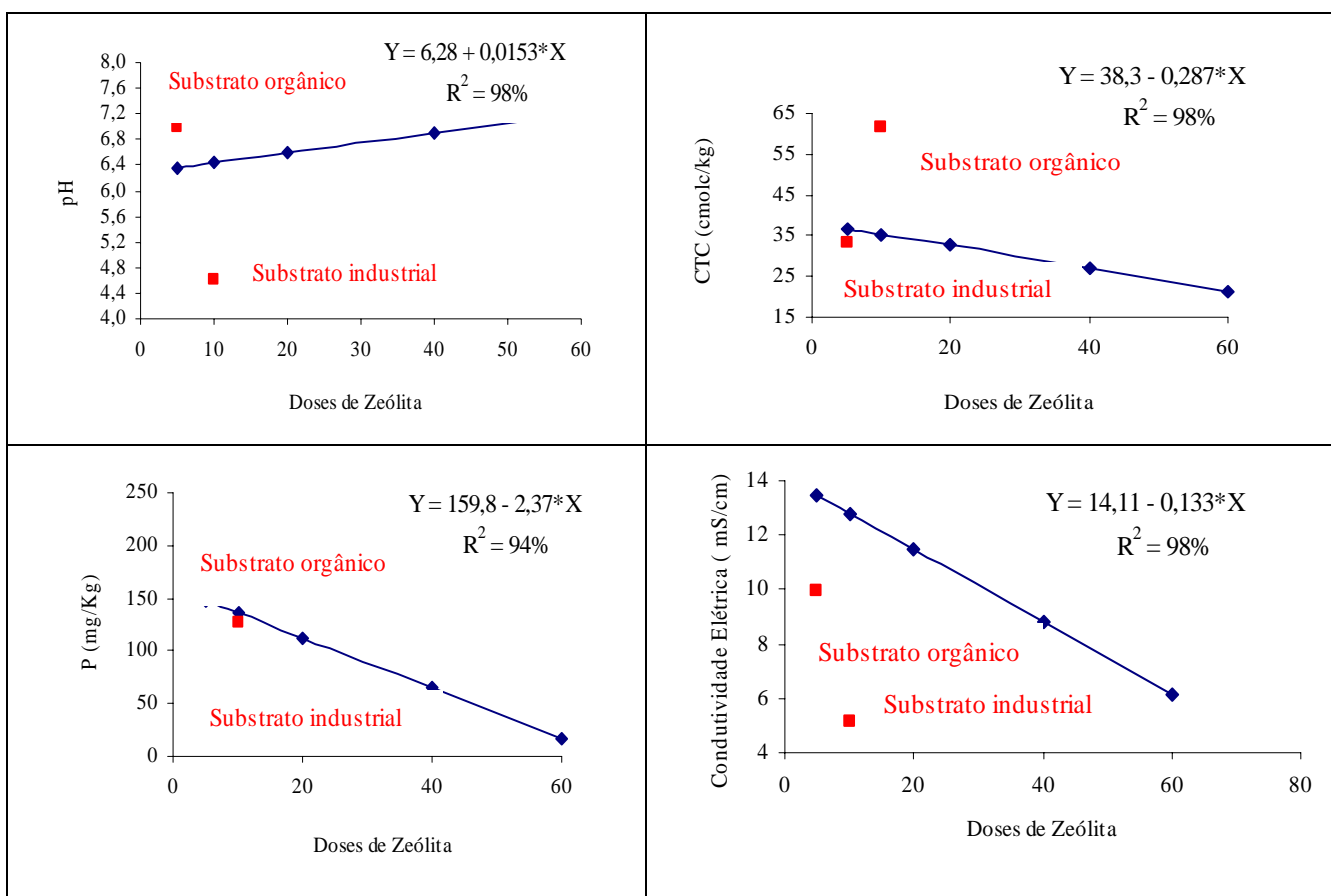 Y = 6,28 + 0,0153*X
R² = 98%
Substrato orgânico
Substrato industrial
pH
8,0
7,6
7,2
6,8
6,4
6,0
5,6
5,2
4,8
4,4
4,0
0 10 20 30 40 50 60
Doses de Zeólita
Y = 38,3 - 0,287*X
R² = 98%
Substrato orgânico
Substrato industrial
CTC (cmolc/kg)
65
55
45
35
25
15
0 20 40 60
Doses de Zeólita
Y = 159,8 - 2,37*X
R² = 94%
Substrato orgânico
Substrato industrial
P (mg/Kg)
250
200
150
100
50
0
0 20 40 60
Doses de Zeólita
Y = 14,11 - 0,133*X
R² = 98%
Substrato orgânico
Substrato industrial
Condutividade Elétrica ( mS/cm)
14
12
10
8
6
4
0 20 40 60 80
Doses de Zeólita